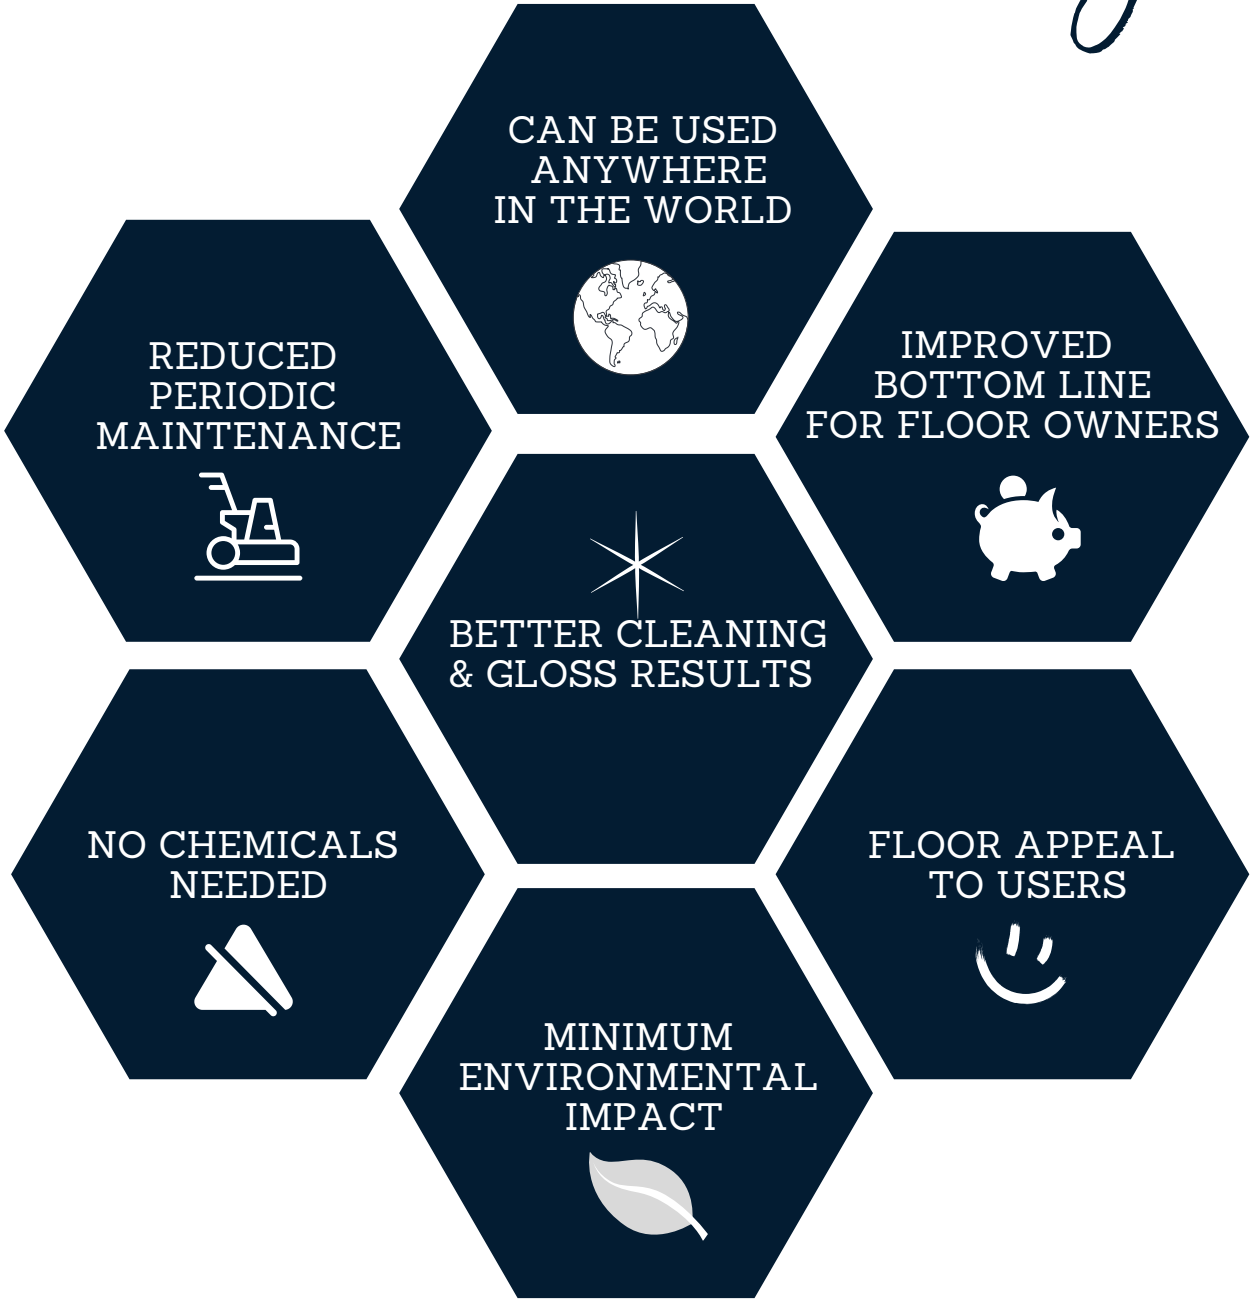 CAN BE USED
ANYWHERE
IN THE WORLD
REDUCED
PERIODIC
MAINTENANCE
IMPROVED
BOTTOM LINE
FOR FLOOR OWNERS
BETTER CLEANING
& GLOSS RESULTS
NO CHEMICALS
NEEDED
FLOOR APPEAL
TO USERS
MINIMUM
ENVIRONMENTAL
IMPACT